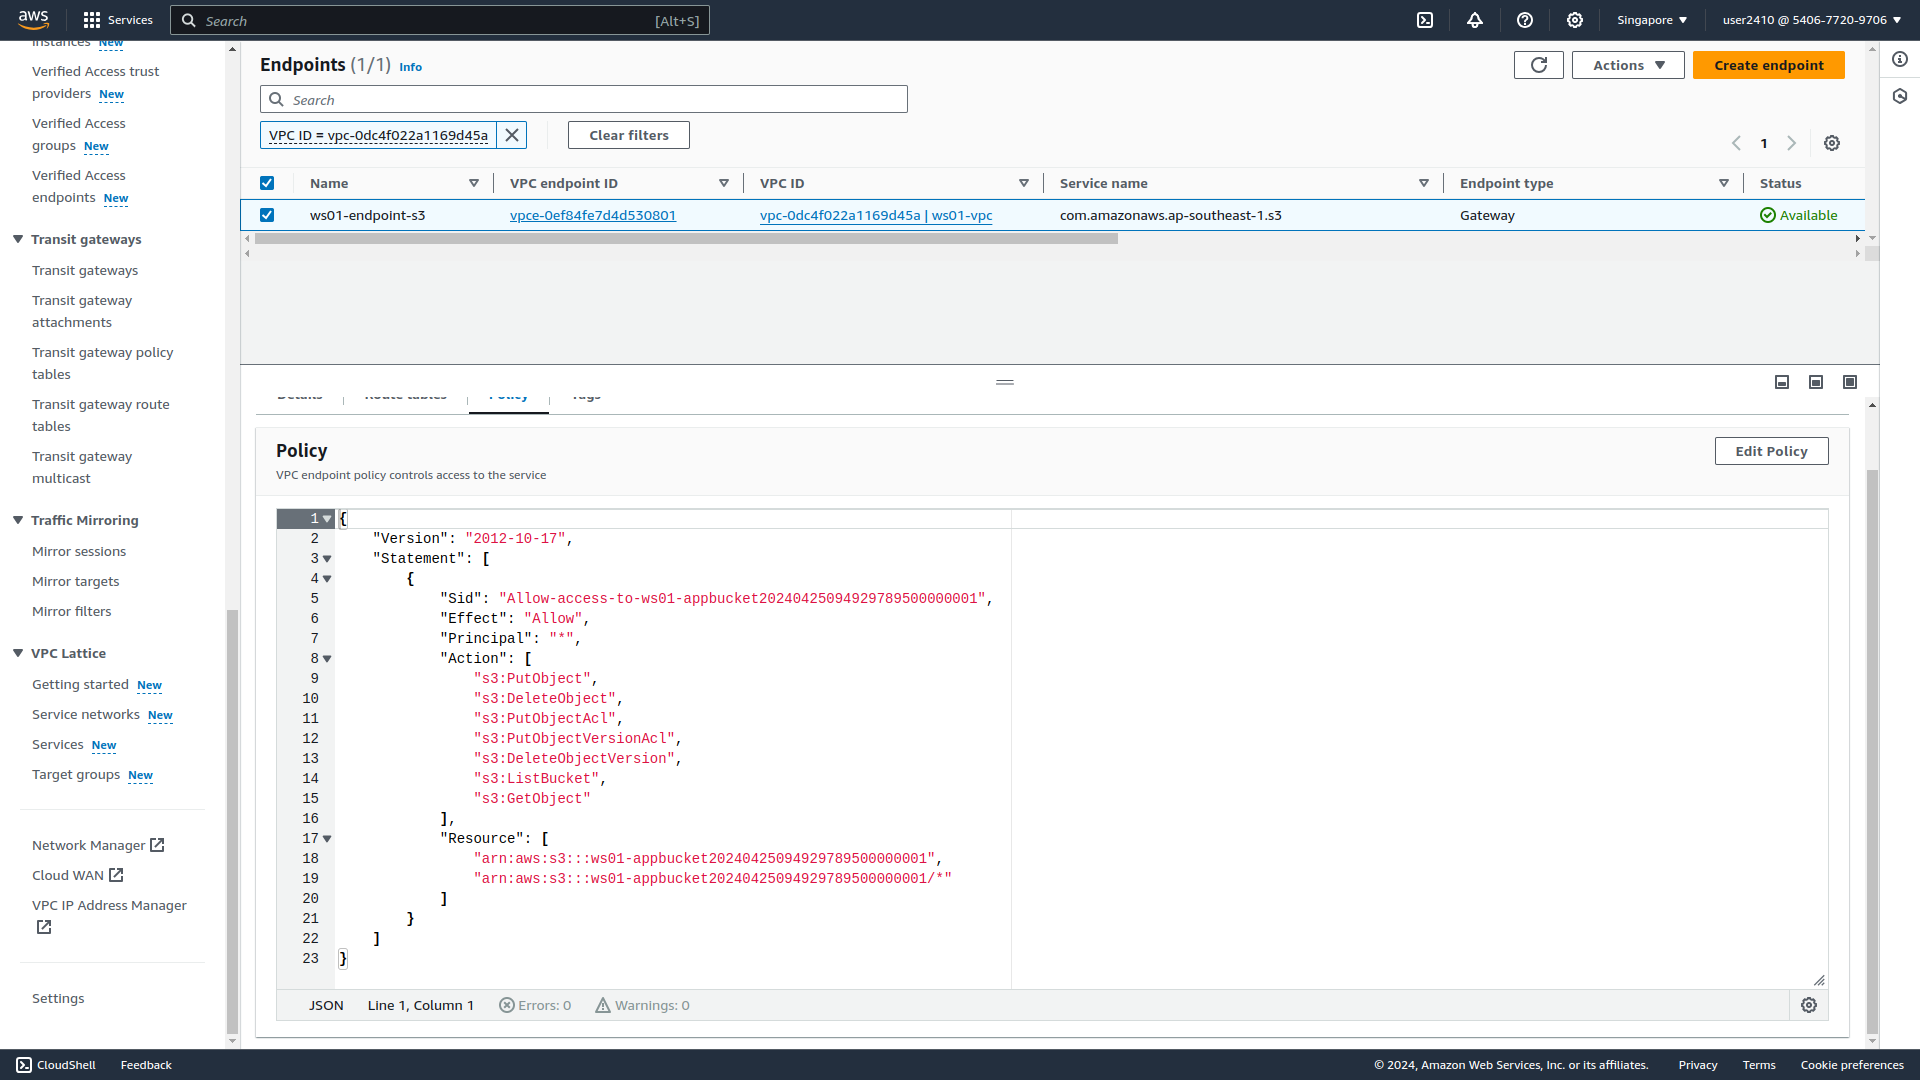 aws
Services
Search
[Alt+S]
Singapore
user2410 @ 5406-7720-9706
instances New
Verified Access trust
providers New
Verified Access
groups New
Verified Access
endpoints New
Transit gateways
Transit gateways
Transit gateway
attachments
Transit gateway policy
tables
Transit gateway route
tables
Transit gateway
multicast
Traffic Mirroring
Mirror sessions
Mirror targets
Mirror filters
VPC Lattice
Getting started New
Service networks New
Services New
Target groups New
Network Manager
Cloud WAN
VPC IP Address Manager
Settings
Endpoints (1/1) Info
Actions
Create endpoint
Search
VPC ID = vpc-0dc4f022a1169d45a
Clear filters
1
Name VPC endpoint ID VPC ID Service name Endpoint type Status
ws01-endpoint-s3 vpce-0ef84fe7d4d530801 vpc-0dc4f022a1169d45a | ws01-vpc com.amazonaws.ap-southeast-1.s3 Gateway Available
Details Route tables Policy Tags
Policy
VPC endpoint policy controls access to the service
Edit Policy
1 {
2 "Version": "2012-10-17",
3 "Statement": [
4 {
5 "Sid": "Allow-access-to-ws01-appbucket20240425094929789500000001",
6 "Effect": "Allow",
7 "Principal": "*",
8 "Action": [
9 "s3:PutObject",
10 "s3:DeleteObject",
11 "s3:PutObjectAcl",
12 "s3:PutObjectVersionAcl",
13 "s3:DeleteObjectVersion",
14 "s3:ListBucket",
15 "s3:GetObject"
16 ],
17 "Resource": [
18 "arn:aws:s3:::ws01-appbucket20240425094929789500000001",
19 "arn:aws:s3:::ws01-appbucket20240425094929789500000001/*"
20 ]
21 }
22 ]
23 }
JSON Line 1, Column 1 Errors: 0 Warnings: 0
CloudShell Feedback
© 2024, Amazon Web Services, Inc. or its affiliates. Privacy Terms Cookie preferences